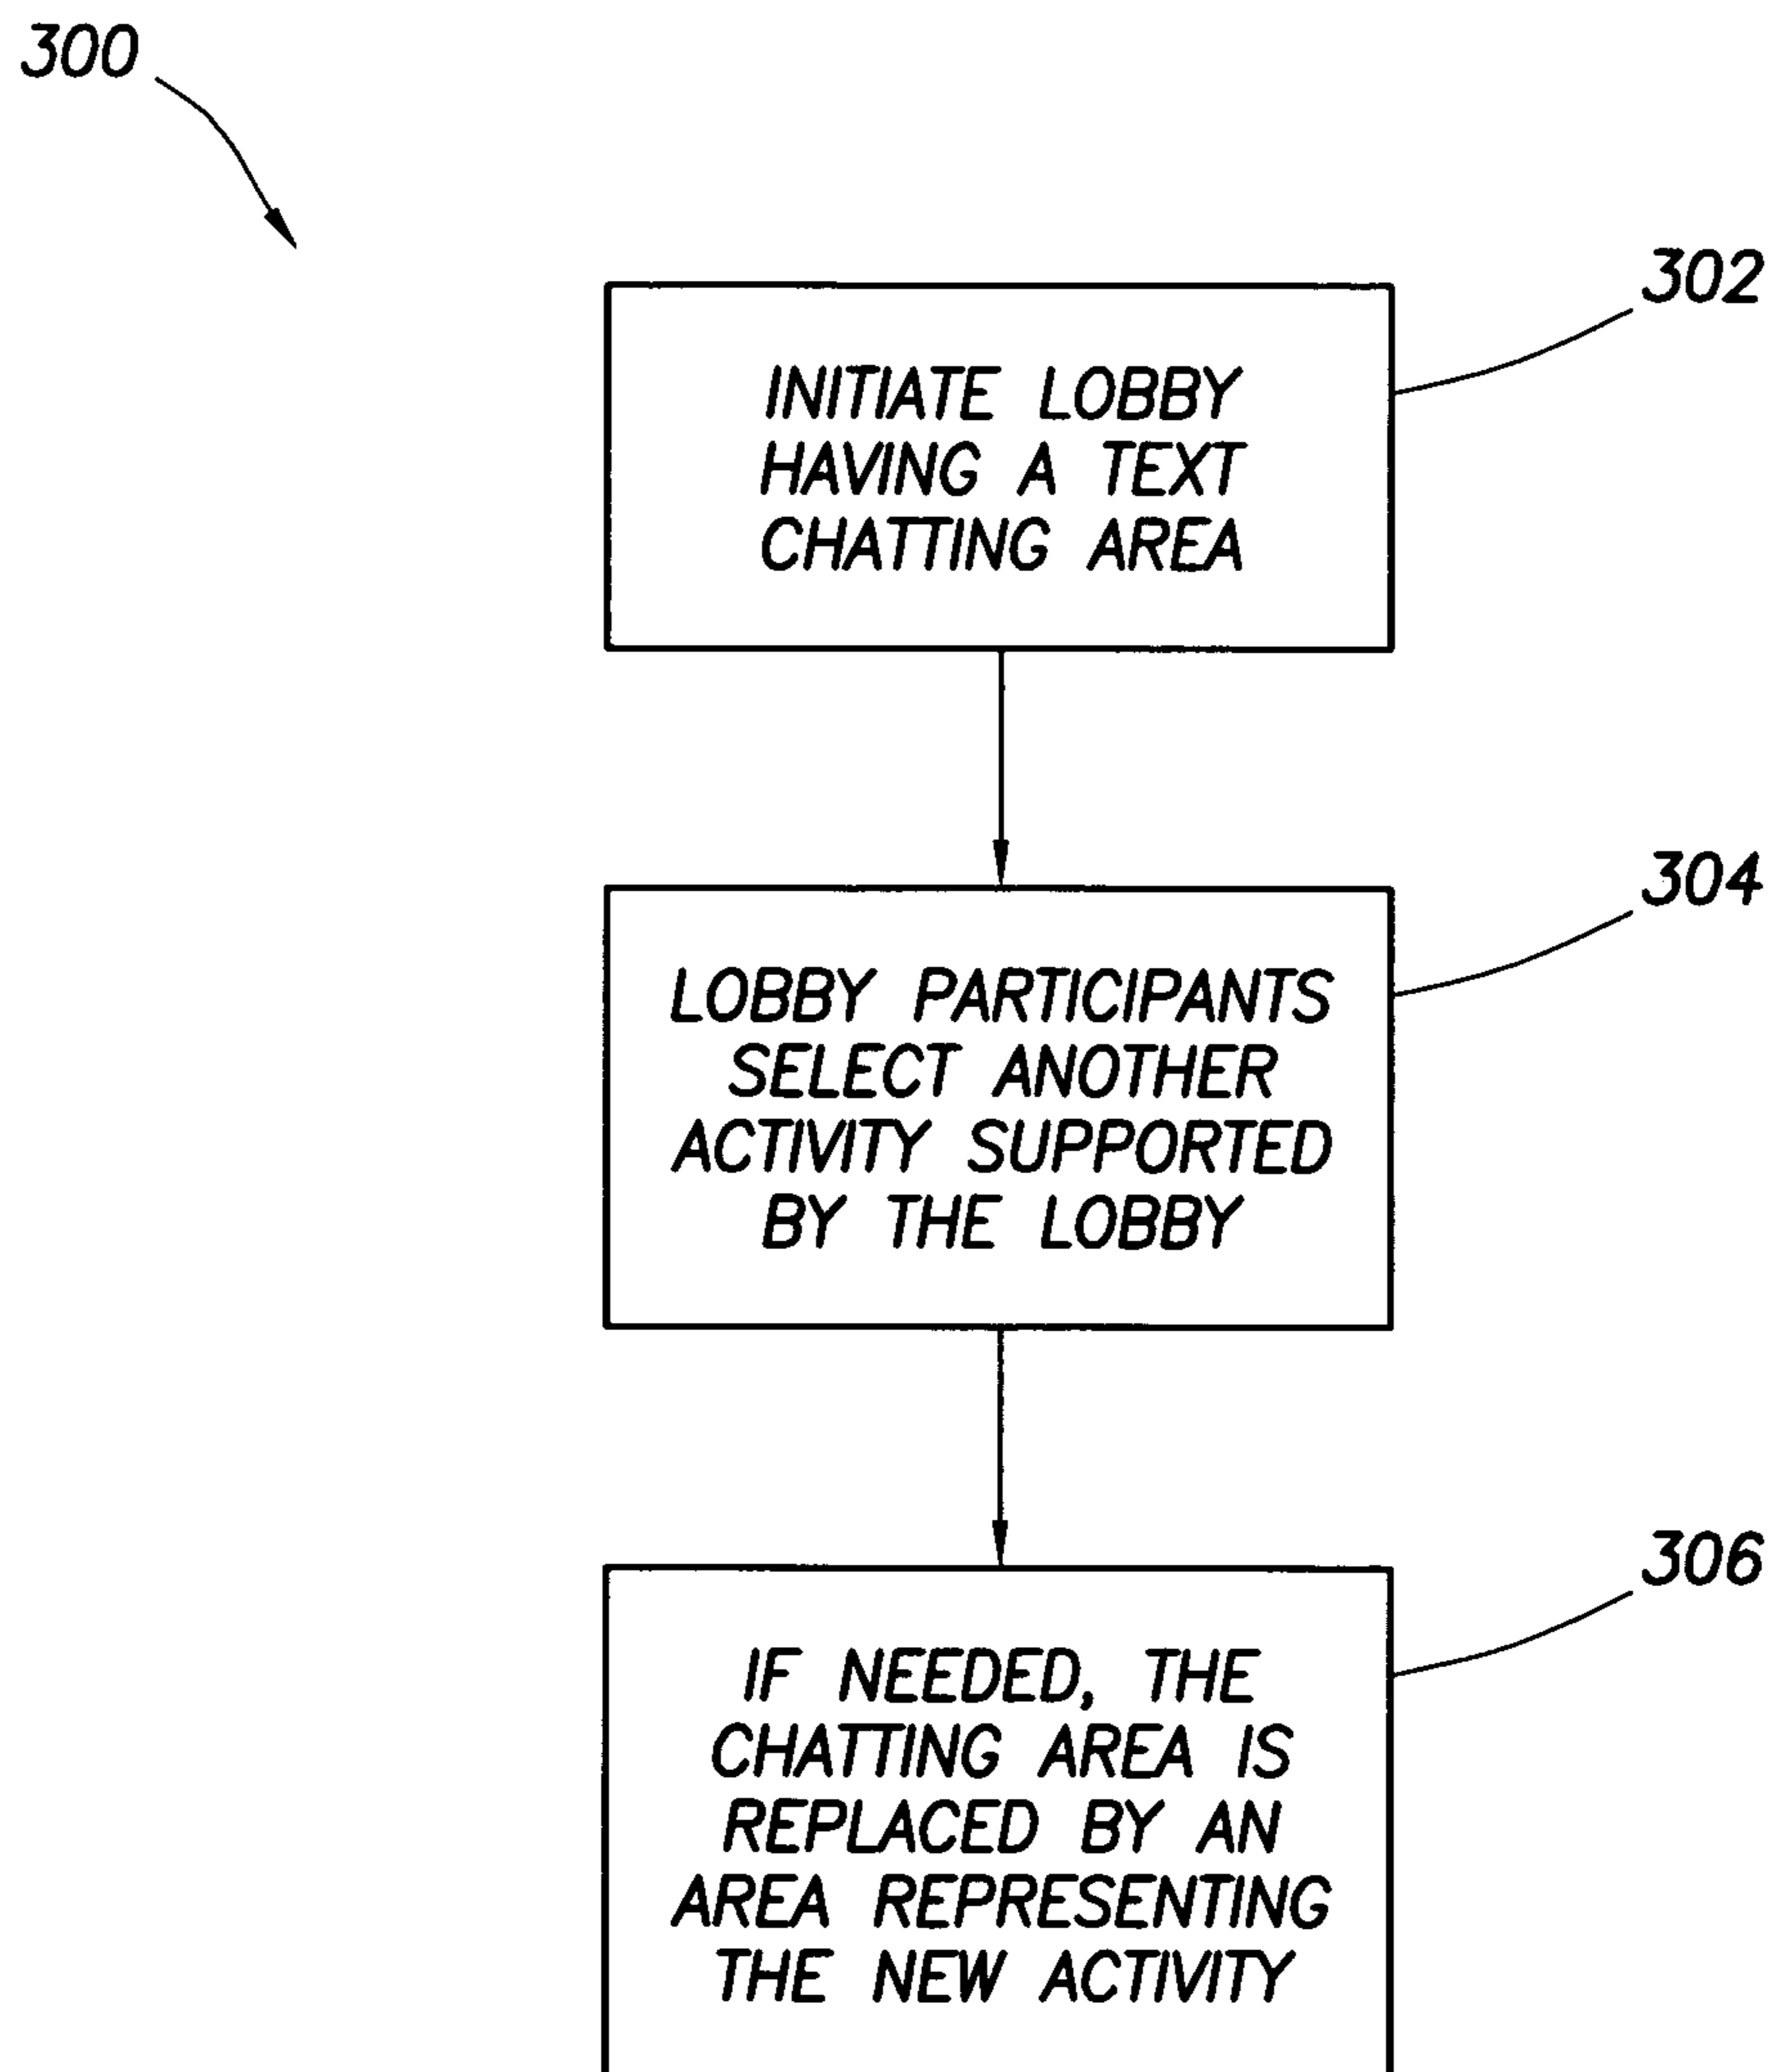 300
302
INITIATE LOBBY
HAVING A TEXT
CHATTING AREA
304
LOBBY PARTICIPANTS
SELECT ANOTHER
ACTIVITY SUPPORTED
BY THE LOBBY
306
IF NEEDED, THE
CHATTING AREA IS
REPLACED BY AN
AREA REPRESENTING
THE NEW ACTIVITY